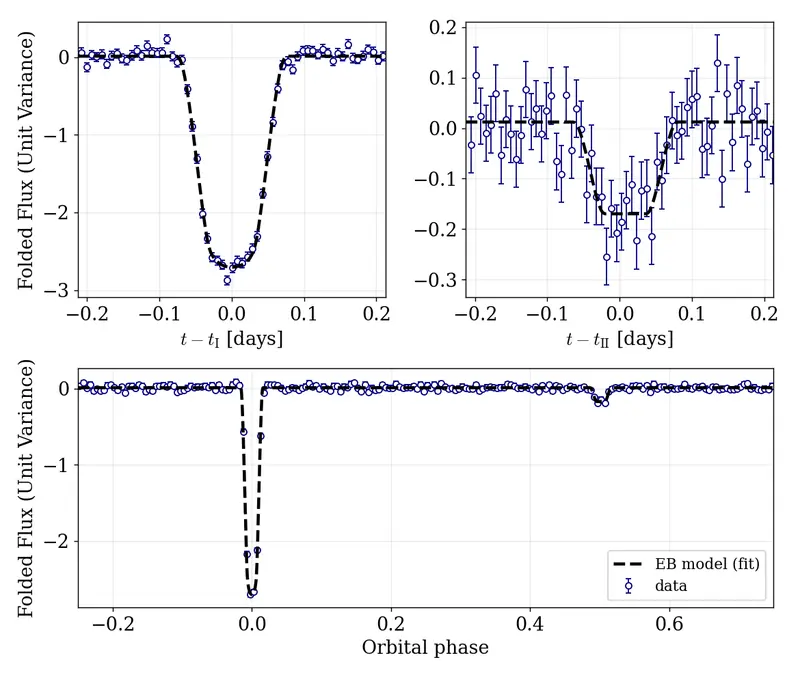 Folded Flux (Unit Variance)
0
−1
−2
−3
−0.2 −0.1 0.0 0.1 0.2
t − tI [days]
0.2
0.1
0.0
−0.1
−0.2
−0.3
−0.2 −0.1 0.0 0.1 0.2
t − tII [days]
Folded Flux (Unit Variance)
0
−1
−2
EB model (fit)
data
−0.2 0.0 0.2 0.4 0.6
Orbital phase